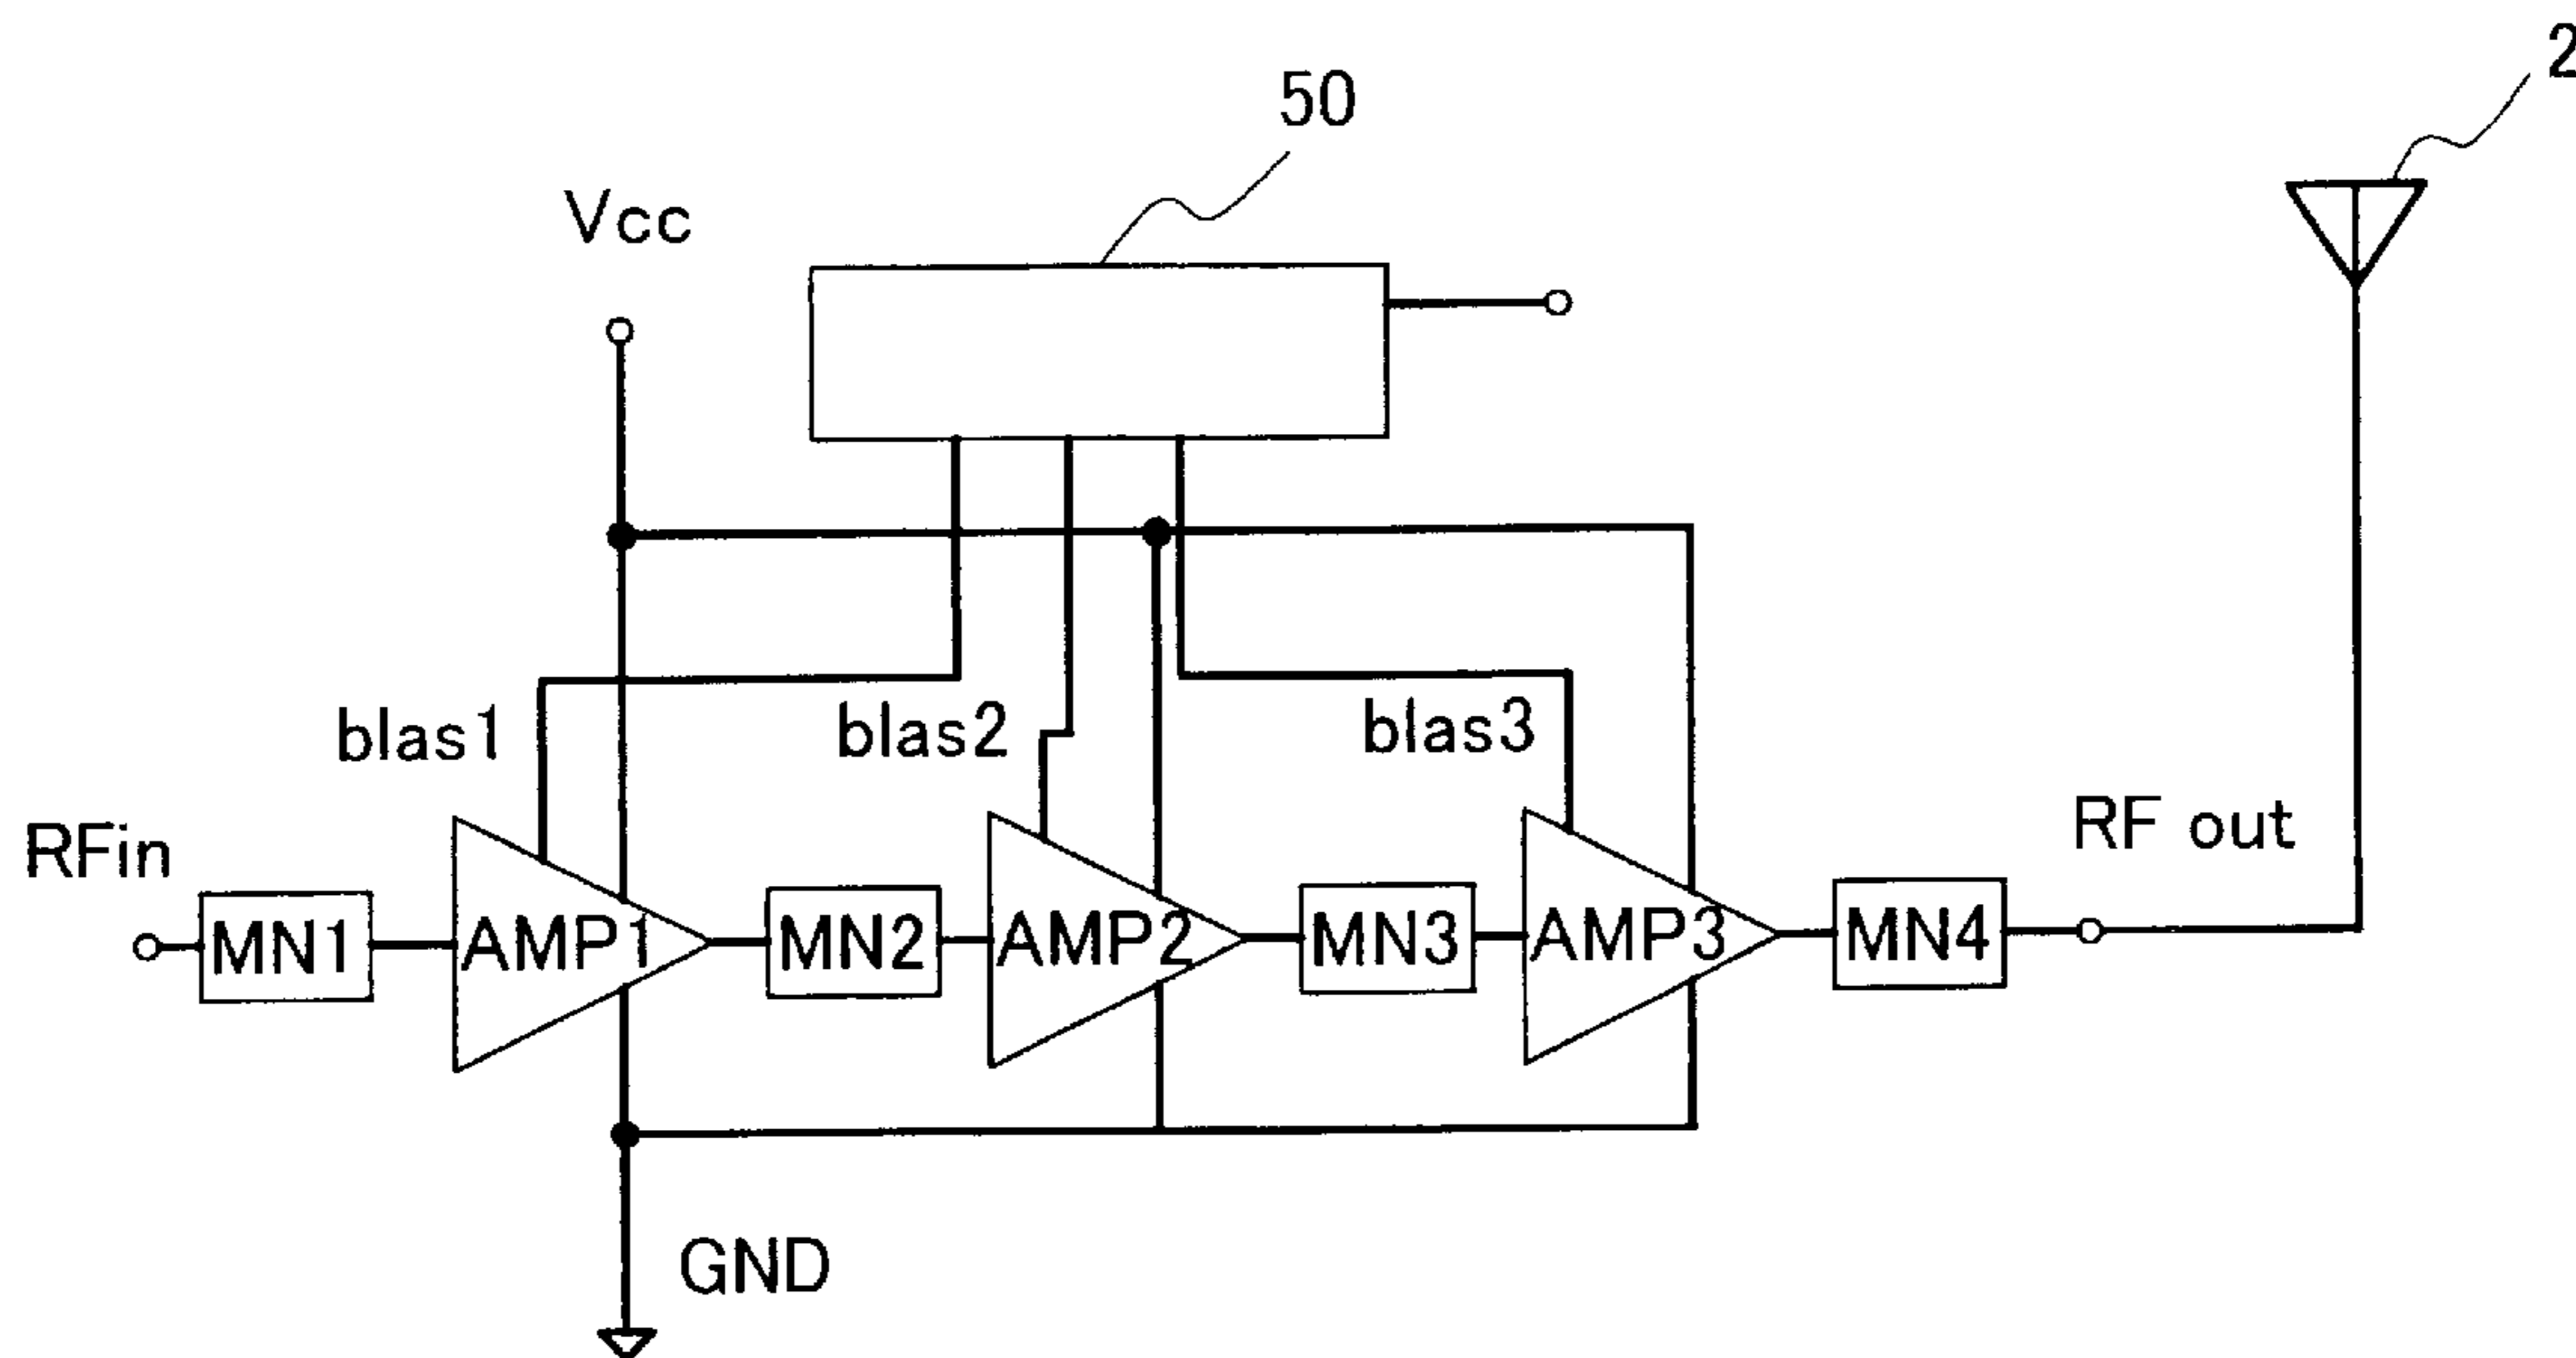 2
50
Vcc
blas1
blas2
blas3
RFin
RF out
MN1
AMP1
MN2
AMP2
MN3
AMP3
MN4
GND